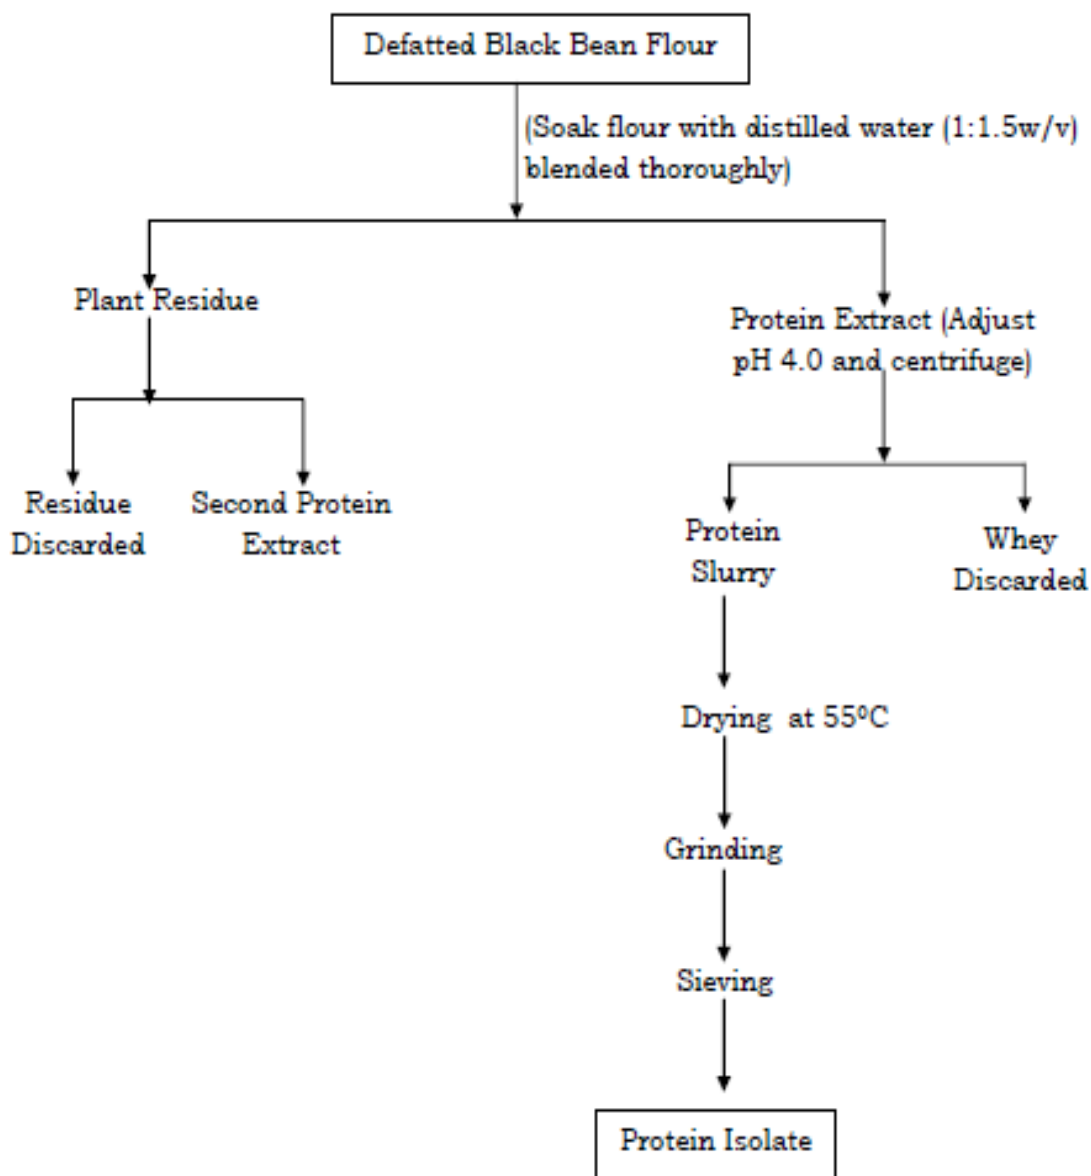 Defatted Black Bean Flour
(Soak flour with distilled water (1:1.5w/v)
blended thoroughly)
Plant Residue
Protein Extract (Adjust
pH 4.0 and centrifuge)
Residue
Discarded
Second Protein
Extract
Protein
Slurry
Whey
Discarded
Drying at 55⁰C
Grinding
Sieving
Protein Isolate